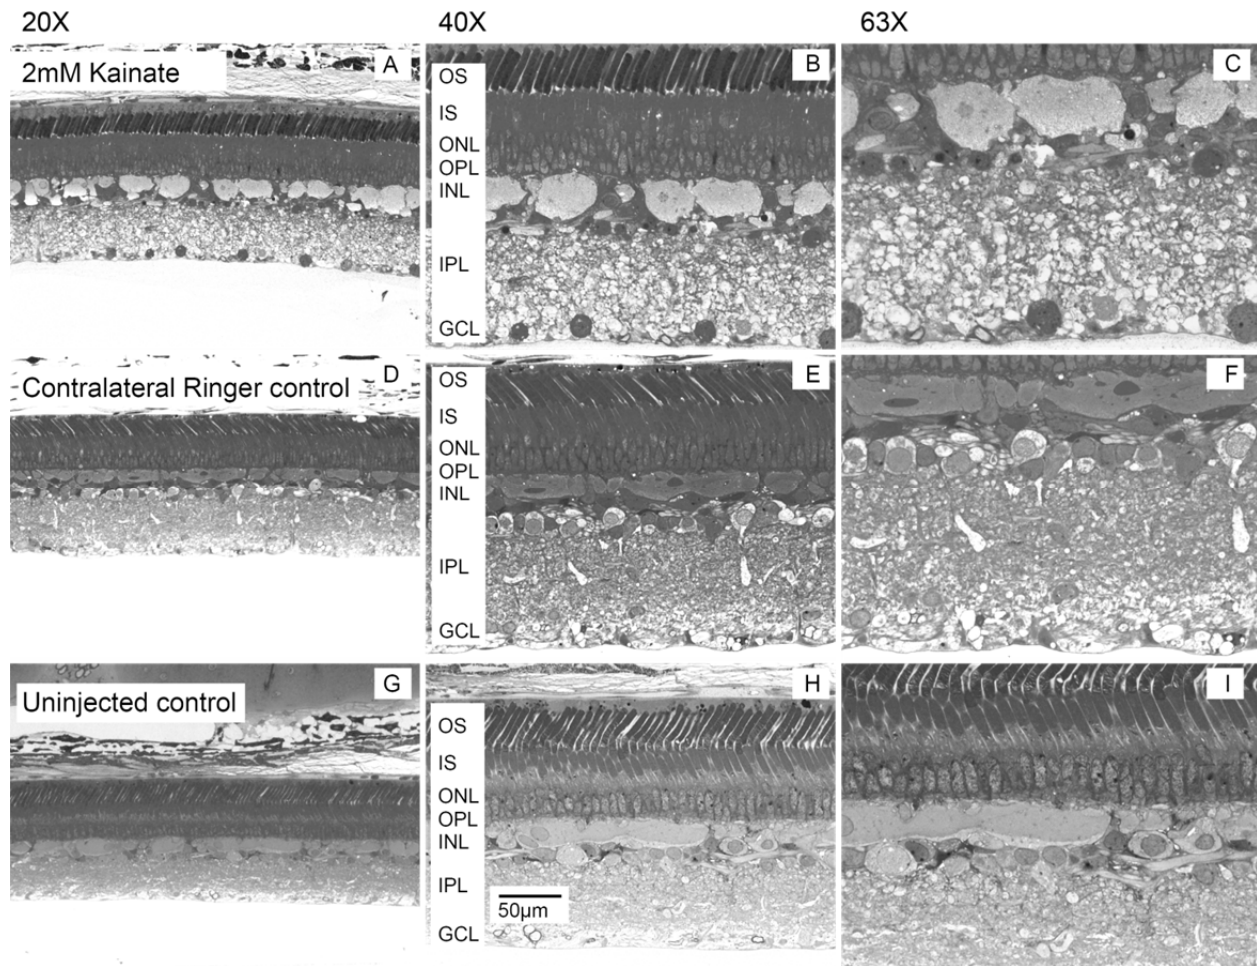 20X
40X
63X
2mM Kainate
A
B
C
OS
IS
ONL
OPL
INL
IPL
GCL
Contralateral Ringer control
D
E
F
OS
IS
ONL
OPL
INL
IPL
GCL
Uninjected control
G
H
I
OS
IS
ONL
OPL
INL
IPL
50µm
GCL